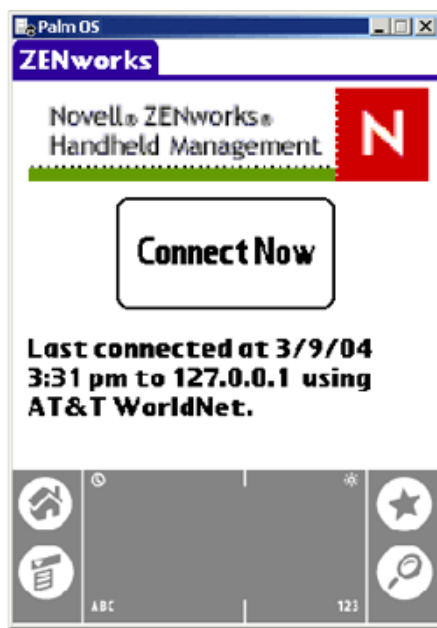 Palm OS
ZENworks
Novell® ZENworks®
Handheld Management
N
Connect Now
Last connected at 3/9/04
3:31 pm to 127.0.0.1 using
AT&T WorldNet.
ABC
123